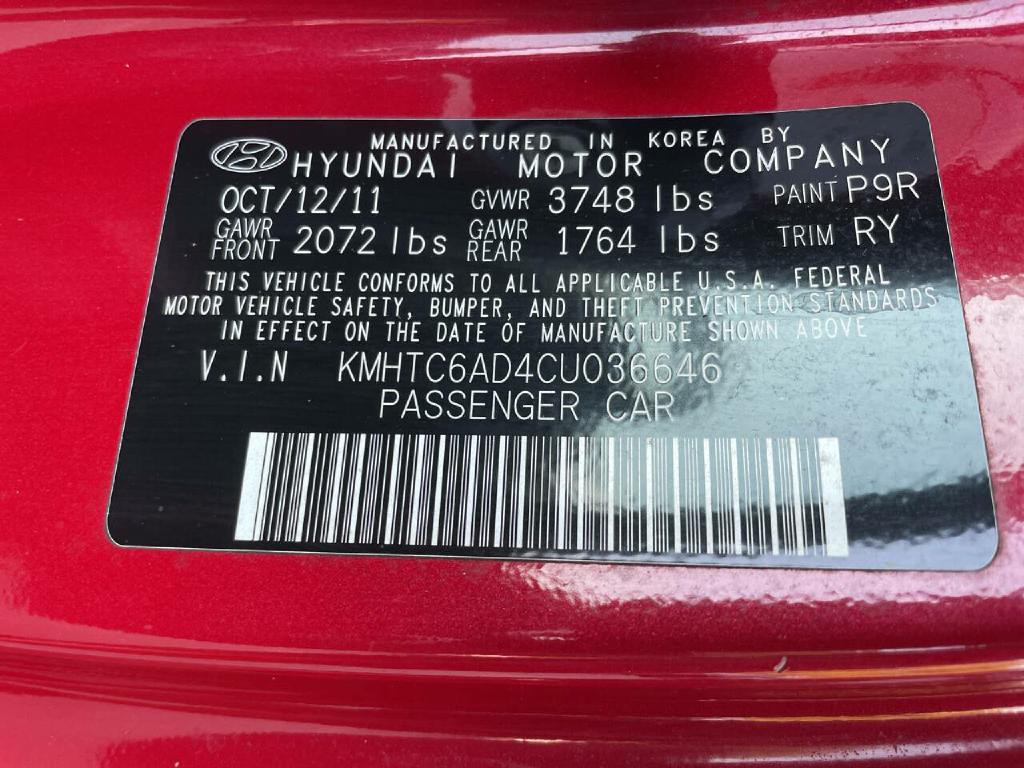 MANUFACTURED IN KOREA BY
HYUNDAI MOTOR COMPANY
OCT/12/11 GVWR 3748 lbs PAINT P9R
GAWR FRONT 2072 lbs GAWR REAR 1764 lbs TRIM RY
THIS VEHICLE CONFORMS TO ALL APPLICABLE U.S.A. FEDERAL
MOTOR VEHICLE SAFETY, BUMPER, AND THEFT PREVENTION STANDARDS
IN EFFECT ON THE DATE OF MANUFACTURE SHOWN ABOVE
V.I.N KMHTC6AD4CU036646
PASSENGER CAR